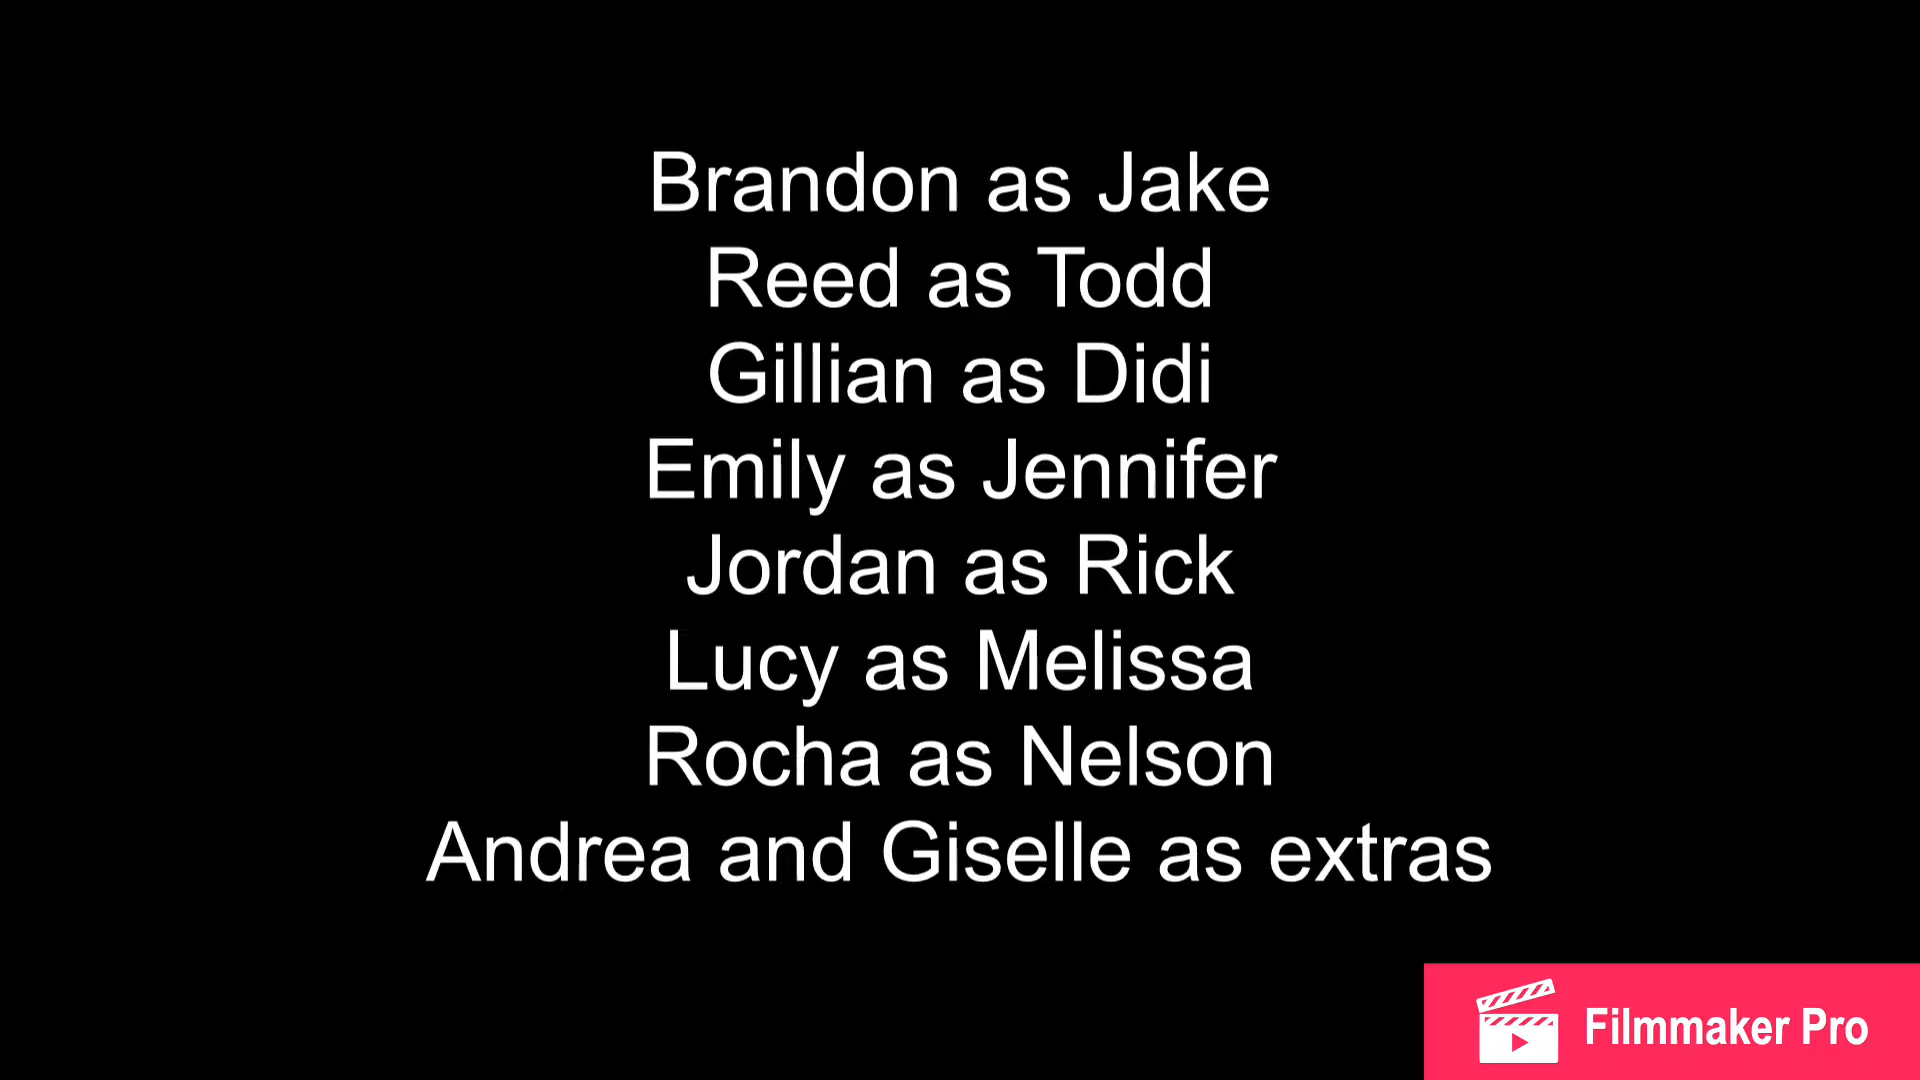 Brandon as Jake
Reed as Todd
Gillian as Didi
Emily as Jennifer
Jordan as Rick
Lucy as Melissa
Rocha as Nelson
Andrea and Giselle as extras
Filmmaker Pro